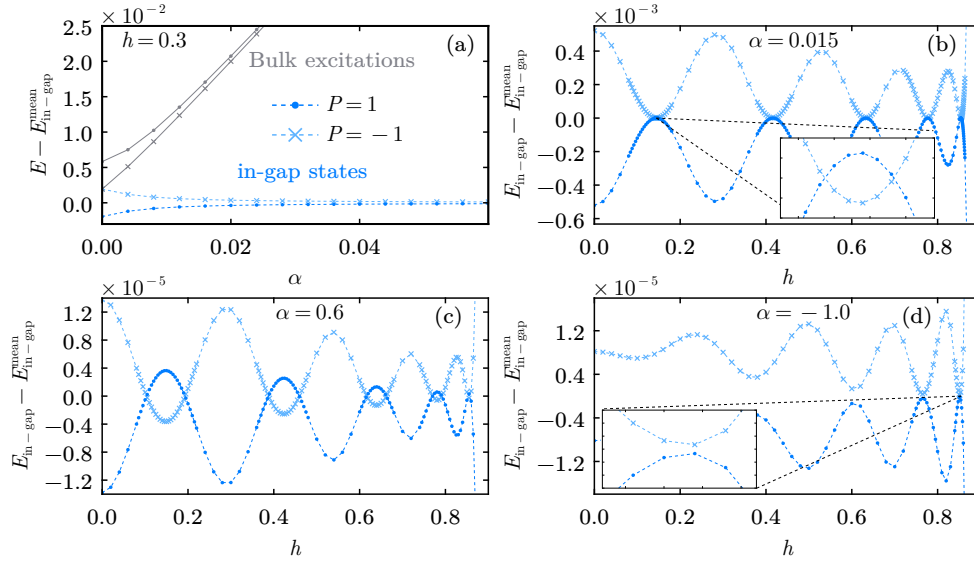 × 10⁻²
2.5
2.0
1.5
1.0
0.5
0.0
E − E^mean_in−gap
h = 0.3
(a)
Bulk excitations
P = 1
P = −1
in-gap states
0.00
0.02
0.04
α
× 10⁻³
0.4
0.2
0.0
−0.2
−0.4
−0.6
E_in−gap − E^mean_in−gap
α = 0.015
(b)
0.0
0.2
0.4
0.6
0.8
h
× 10⁻⁵
1.2
0.8
0.4
0.0
−0.4
−0.8
−1.2
E_in−gap − E^mean_in−gap
α = 0.6
(c)
0.0
0.2
0.4
0.6
0.8
h
× 10⁻⁵
1.2
0.4
−0.4
−1.2
E_in−gap − E^mean_in−gap
α = −1.0
(d)
0.0
0.2
0.4
0.6
0.8
h